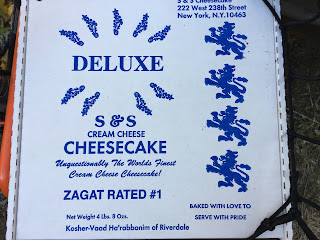 S & S Cheesecake
222 West 238th Street
New York, N.Y.10463
DELUXE
S & S
CREAM CHEESE
CHEESECAKE
Unquestionably The Worlds Finest
Cream Cheese Cheesecake!
ZAGAT RATED #1
BAKED WITH LOVE TO
SERVE WITH PRIDE
Net Weight 4 Lbs. 8 Ozs.
Kosher-Vaad Ha'rabbonim of Riverdale